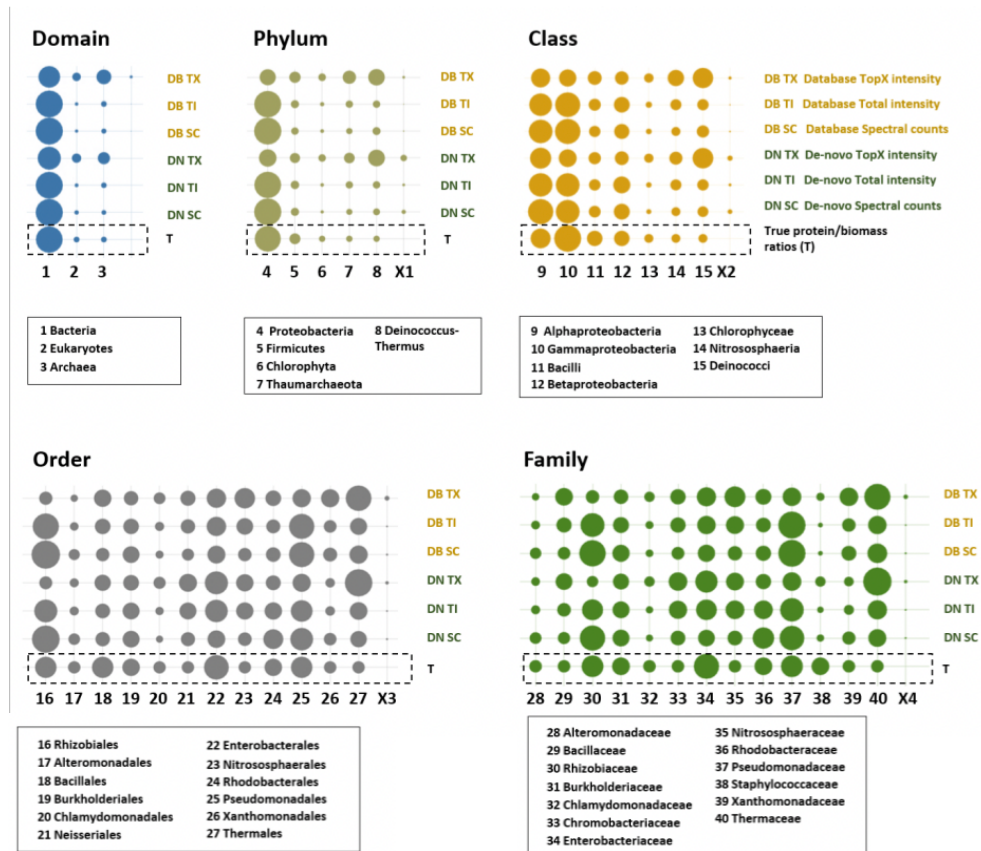 Domain
Phylum
Class
DB TX
DB TI
DB SC
DN TX
DN TI
DN SC
T
1 2 3
DB TX
DB TI
DB SC
DN TX
DN TI
DN SC
T
4 5 6 7 8 X1
DB TX Database TopX intensity
DB TI Database Total intensity
DB SC Database Spectral counts
DN TX De-novo TopX intensity
DN TI De-novo Total intensity
DN SC De-novo Spectral counts
True protein/biomass
ratios (T)
9 10 11 12 13 14 15 X2
1 Bacteria
2 Eukaryotes
3 Archaea
4 Proteobacteria
5 Firmicutes
6 Chlorophyta
7 Thaumarchaeota
8 Deinococcus-
Thermus
9 Alphaproteobacteria
10 Gammaproteobacteria
11 Bacilli
12 Betaproteobacteria
13 Chlorophyceae
14 Nitrososphaeria
15 Deinococci
Order
DB TX
DB TI
DB SC
DN TX
DN TI
DN SC
T
16 17 18 19 20 21 22 23 24 25 26 27 X3
Family
DB TX
DB TI
DB SC
DN TX
DN TI
DN SC
T
28 29 30 31 32 33 34 35 36 37 38 39 40 X4
16 Rhizobiales
17 Alteromonadales
18 Bacillales
19 Burkholderiales
20 Chlamydomonadales
21 Neisseriales
22 Enterobacterales
23 Nitrososphaerales
24 Rhodobacterales
25 Pseudomonadales
26 Xanthomonadales
27 Thermales
28 Alteromonadaceae
29 Bacillaceae
30 Rhizobiaceae
31 Burkholderiaceae
32 Chlamydomonadaceae
33 Chromobacteriaceae
34 Enterobacteriaceae
35 Nitrososphaeraceae
36 Rhodobacteraceae
37 Pseudomonadaceae
38 Staphylococcaceae
39 Xanthomonadaceae
40 Thermaceae